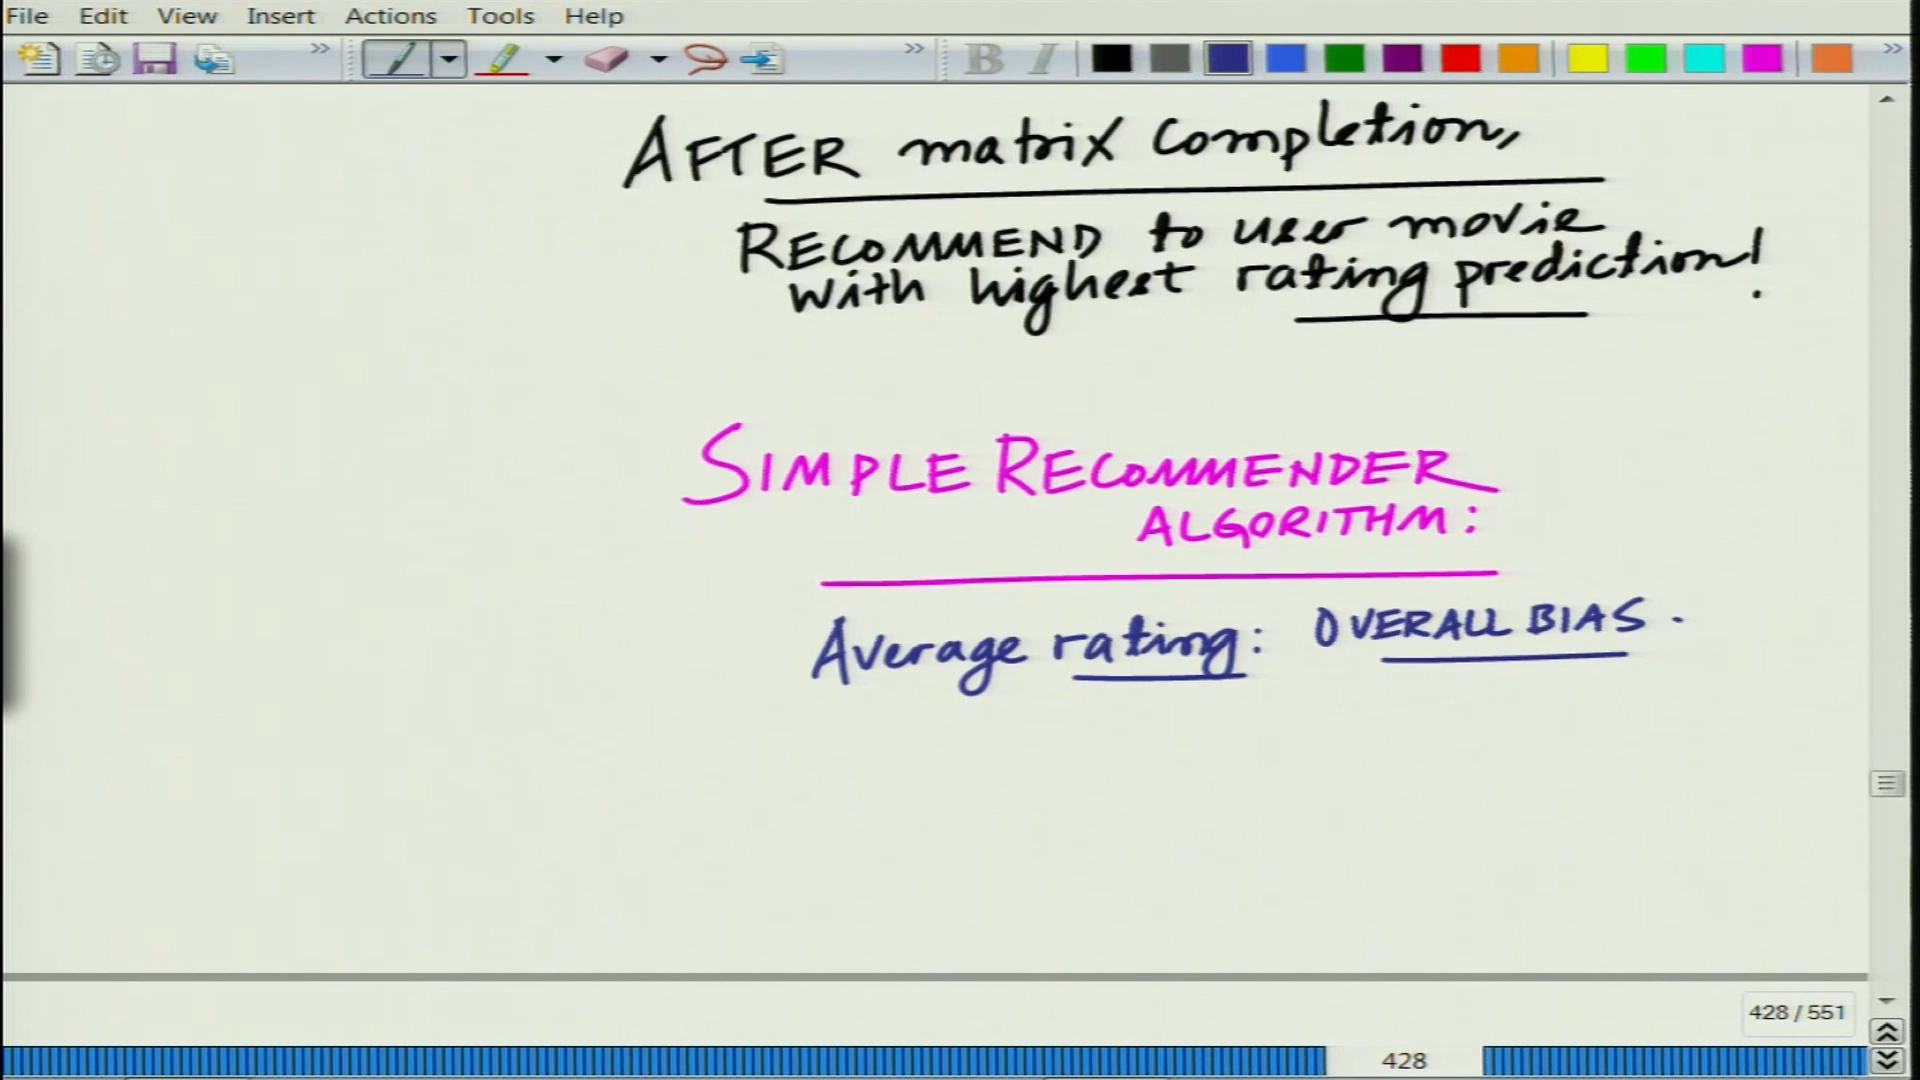 File Edit View Insert Actions Tools Help
B I
AFTER matrix completion,
RECOMMEND to user movie
with highest rating prediction!
SIMPLE RECOMMENDER
ALGORITHM:
Average rating: OVERALL BIAS.
428 / 551
428